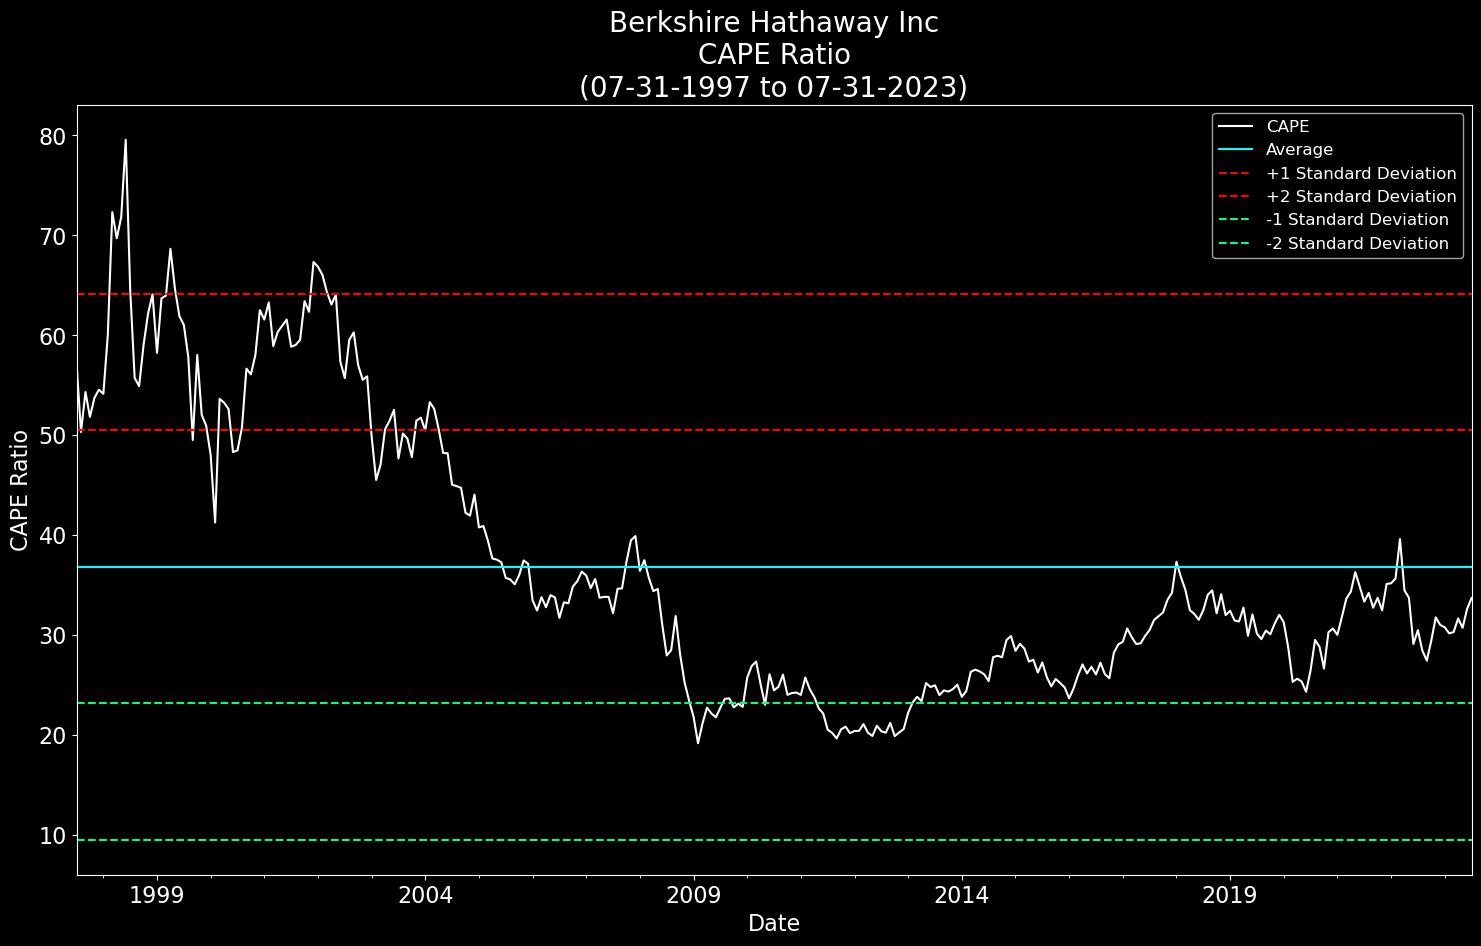 Berkshire Hathaway Inc
CAPE Ratio
(07-31-1997 to 07-31-2023)
CAPE
Average
+1 Standard Deviation
+2 Standard Deviation
-1 Standard Deviation
-2 Standard Deviation
CAPE Ratio
80
70
60
50
40
30
20
10
1999
2004
2009
2014
2019
Date